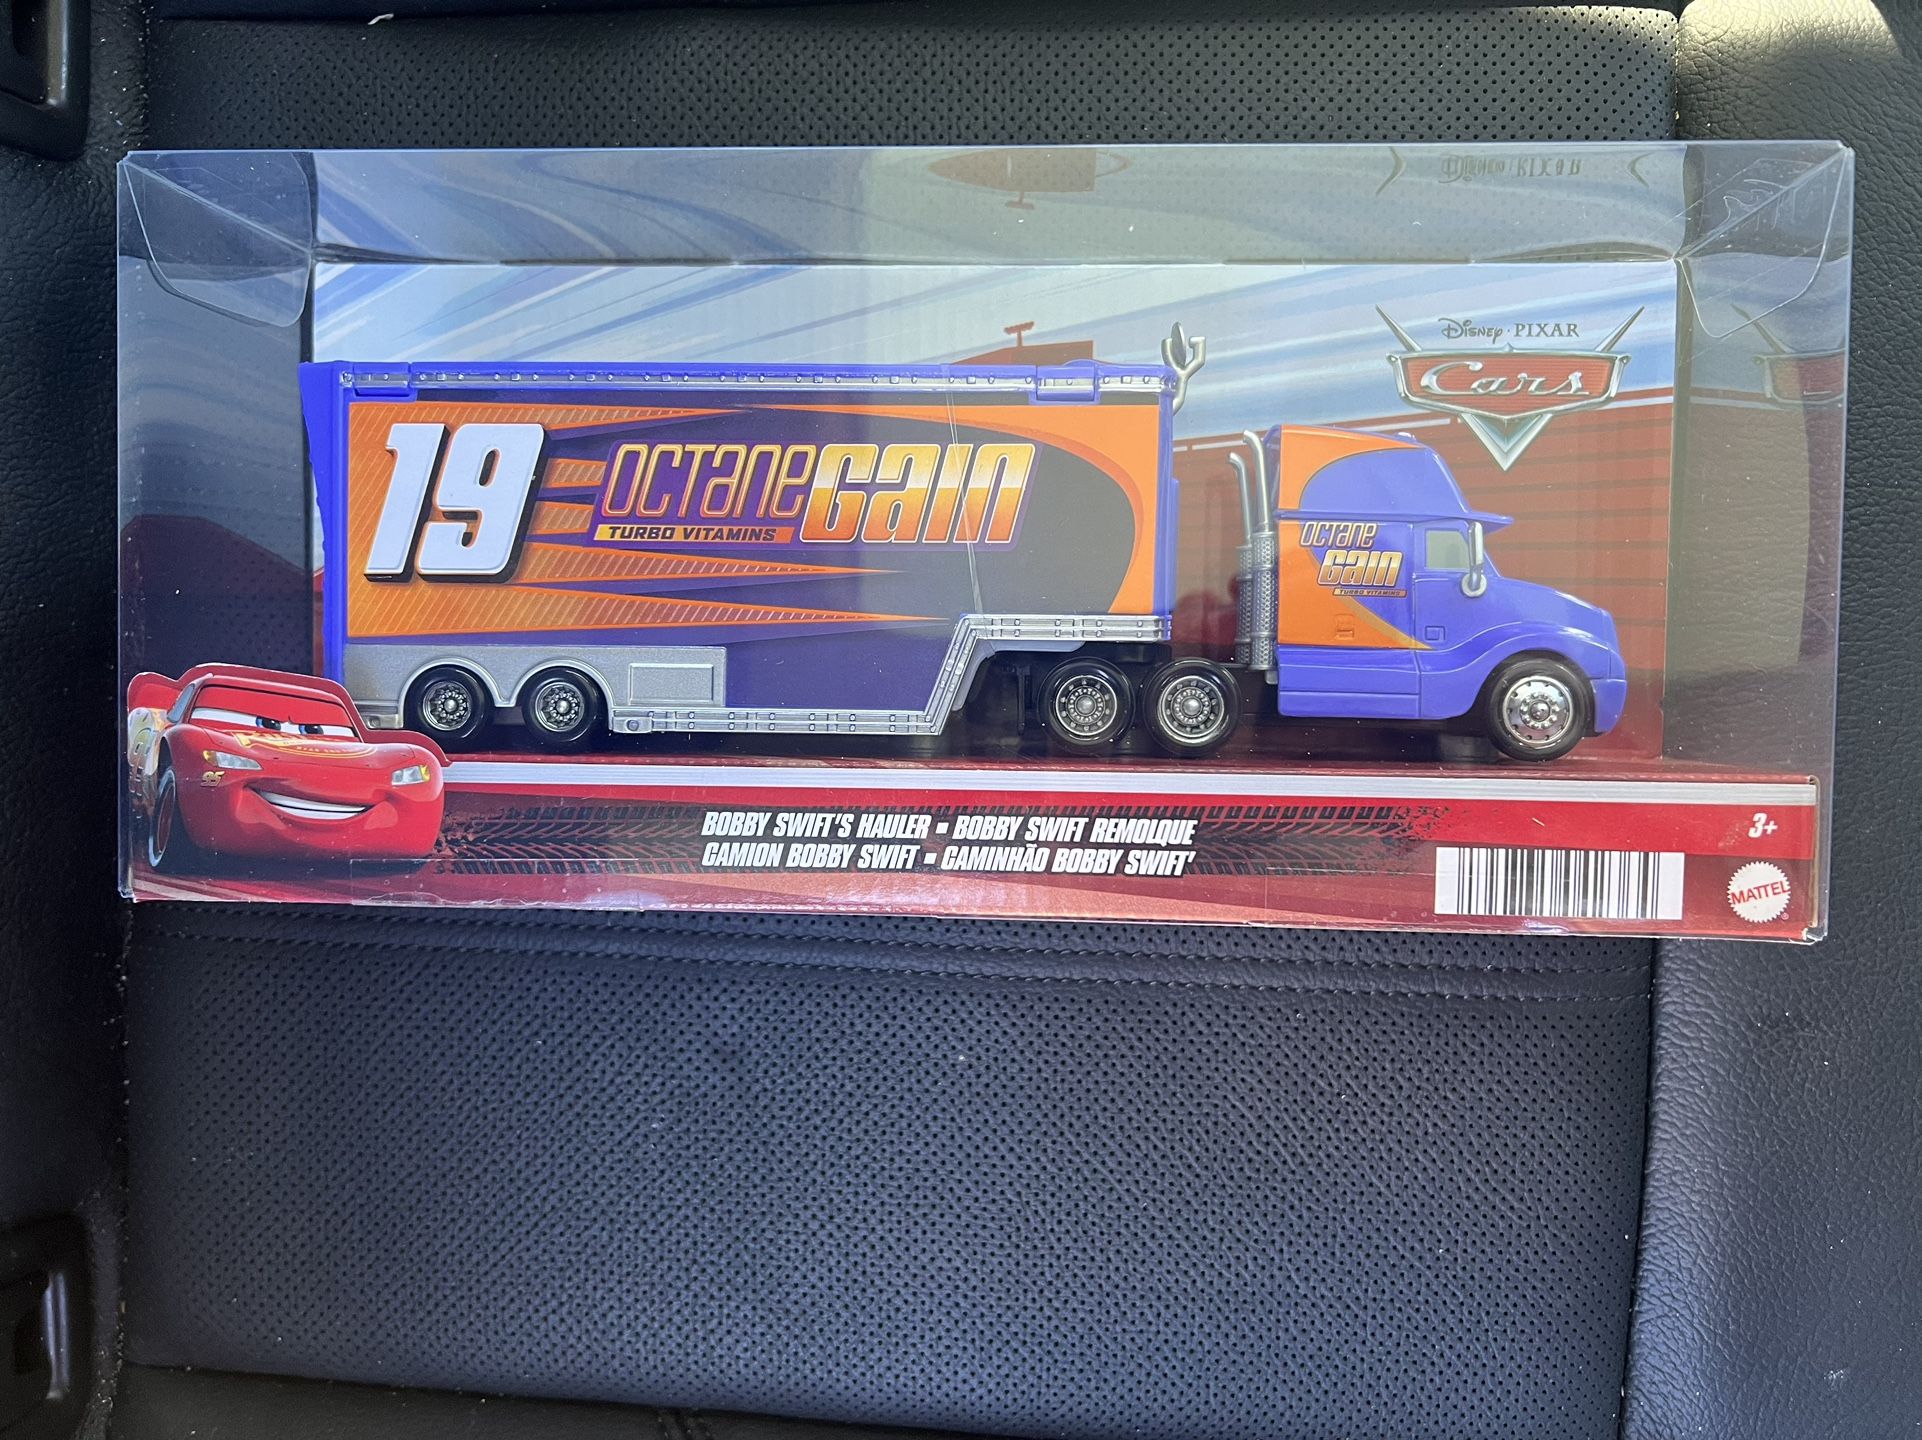 Disney · PIXAR
Cars
19
OCTANE GAIN
TURBO VITAMINS
OCTANE
GAIN
TURBO VITAMINS
95
BOBBY SWIFT'S HAULER ▪ BOBBY SWIFT REMOLQUE
CAMION BOBBY SWIFT ▪ CAMINHÃO BOBBY SWIFT'
3+
MATTEL